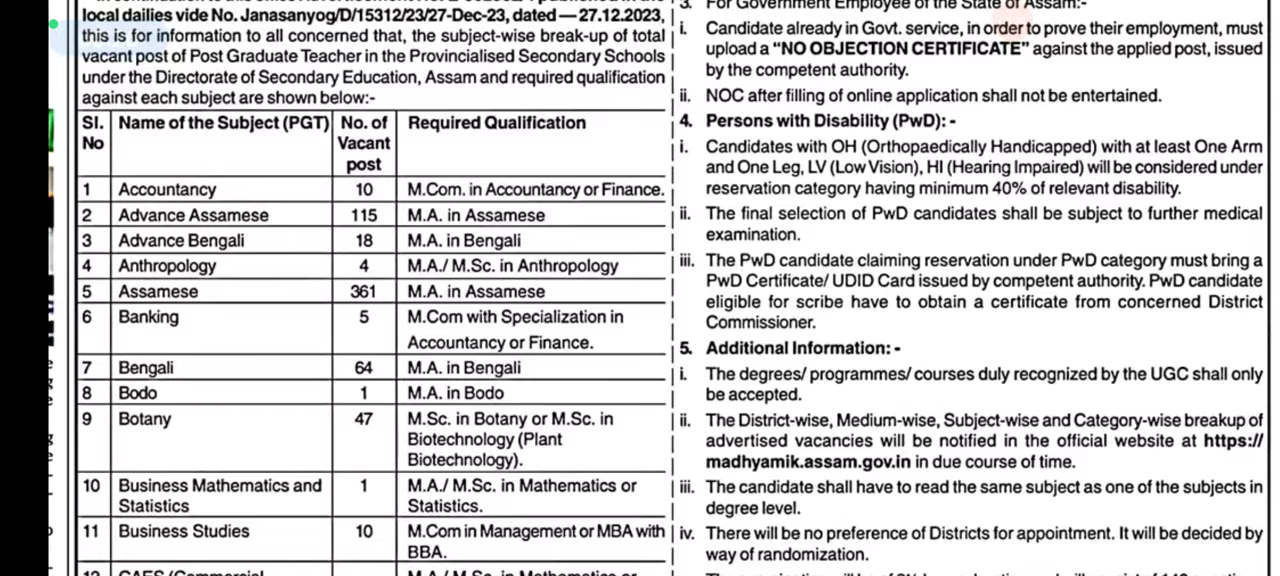 local dailies vide No. Janasanyog/D/15312/23/27-Dec-23, dated — 27.12.2023,
this is for information to all concerned that, the subject-wise break-up of total
vacant post of Post Graduate Teacher in the Provincialised Secondary Schools
under the Directorate of Secondary Education, Assam and required qualification
against each subject are shown below:-
Sl. No | Name of the Subject (PGT) | No. of Vacant post | Required Qualification
1 Accountancy 10 M.Com. in Accountancy or Finance.
2 Advance Assamese 115 M.A. in Assamese
3 Advance Bengali 18 M.A. in Bengali
4 Anthropology 4 M.A./ M.Sc. in Anthropology
5 Assamese 361 M.A. in Assamese
6 Banking 5 M.Com with Specialization in
Accountancy or Finance.
7 Bengali 64 M.A. in Bengali
8 Bodo 1 M.A. in Bodo
9 Botany 47 M.Sc. in Botany or M.Sc. in
Biotechnology (Plant
Biotechnology).
10 Business Mathematics and 1 M.A./ M.Sc. in Mathematics or
Statistics Statistics.
11 Business Studies 10 M.Com in Management or MBA with
BBA.
3. For Government Employee of the State of Assam:-
i. Candidate already in Govt. service, in order to prove their employment, must
upload a “NO OBJECTION CERTIFICATE” against the applied post, issued
by the competent authority.
ii. NOC after filling of online application shall not be entertained.
4. Persons with Disability (PwD): -
i. Candidates with OH (Orthopaedically Handicapped) with at least One Arm
and One Leg, LV (Low Vision), HI (Hearing Impaired) will be considered under
reservation category having minimum 40% of relevant disability.
ii. The final selection of PwD candidates shall be subject to further medical
examination.
iii. The PwD candidate claiming reservation under PwD category must bring a
PwD Certificate/ UDID Card issued by competent authority. PwD candidate
eligible for scribe have to obtain a certificate from concerned District
Commissioner.
5. Additional Information: -
i. The degrees/ programmes/ courses duly recognized by the UGC shall only
be accepted.
ii. The District-wise, Medium-wise, Subject-wise and Category-wise breakup of
advertised vacancies will be notified in the official website at https://
madhyamik.assam.gov.in in due course of time.
iii. The candidate shall have to read the same subject as one of the subjects in
degree level.
iv. There will be no preference of Districts for appointment. It will be decided by
way of randomization.